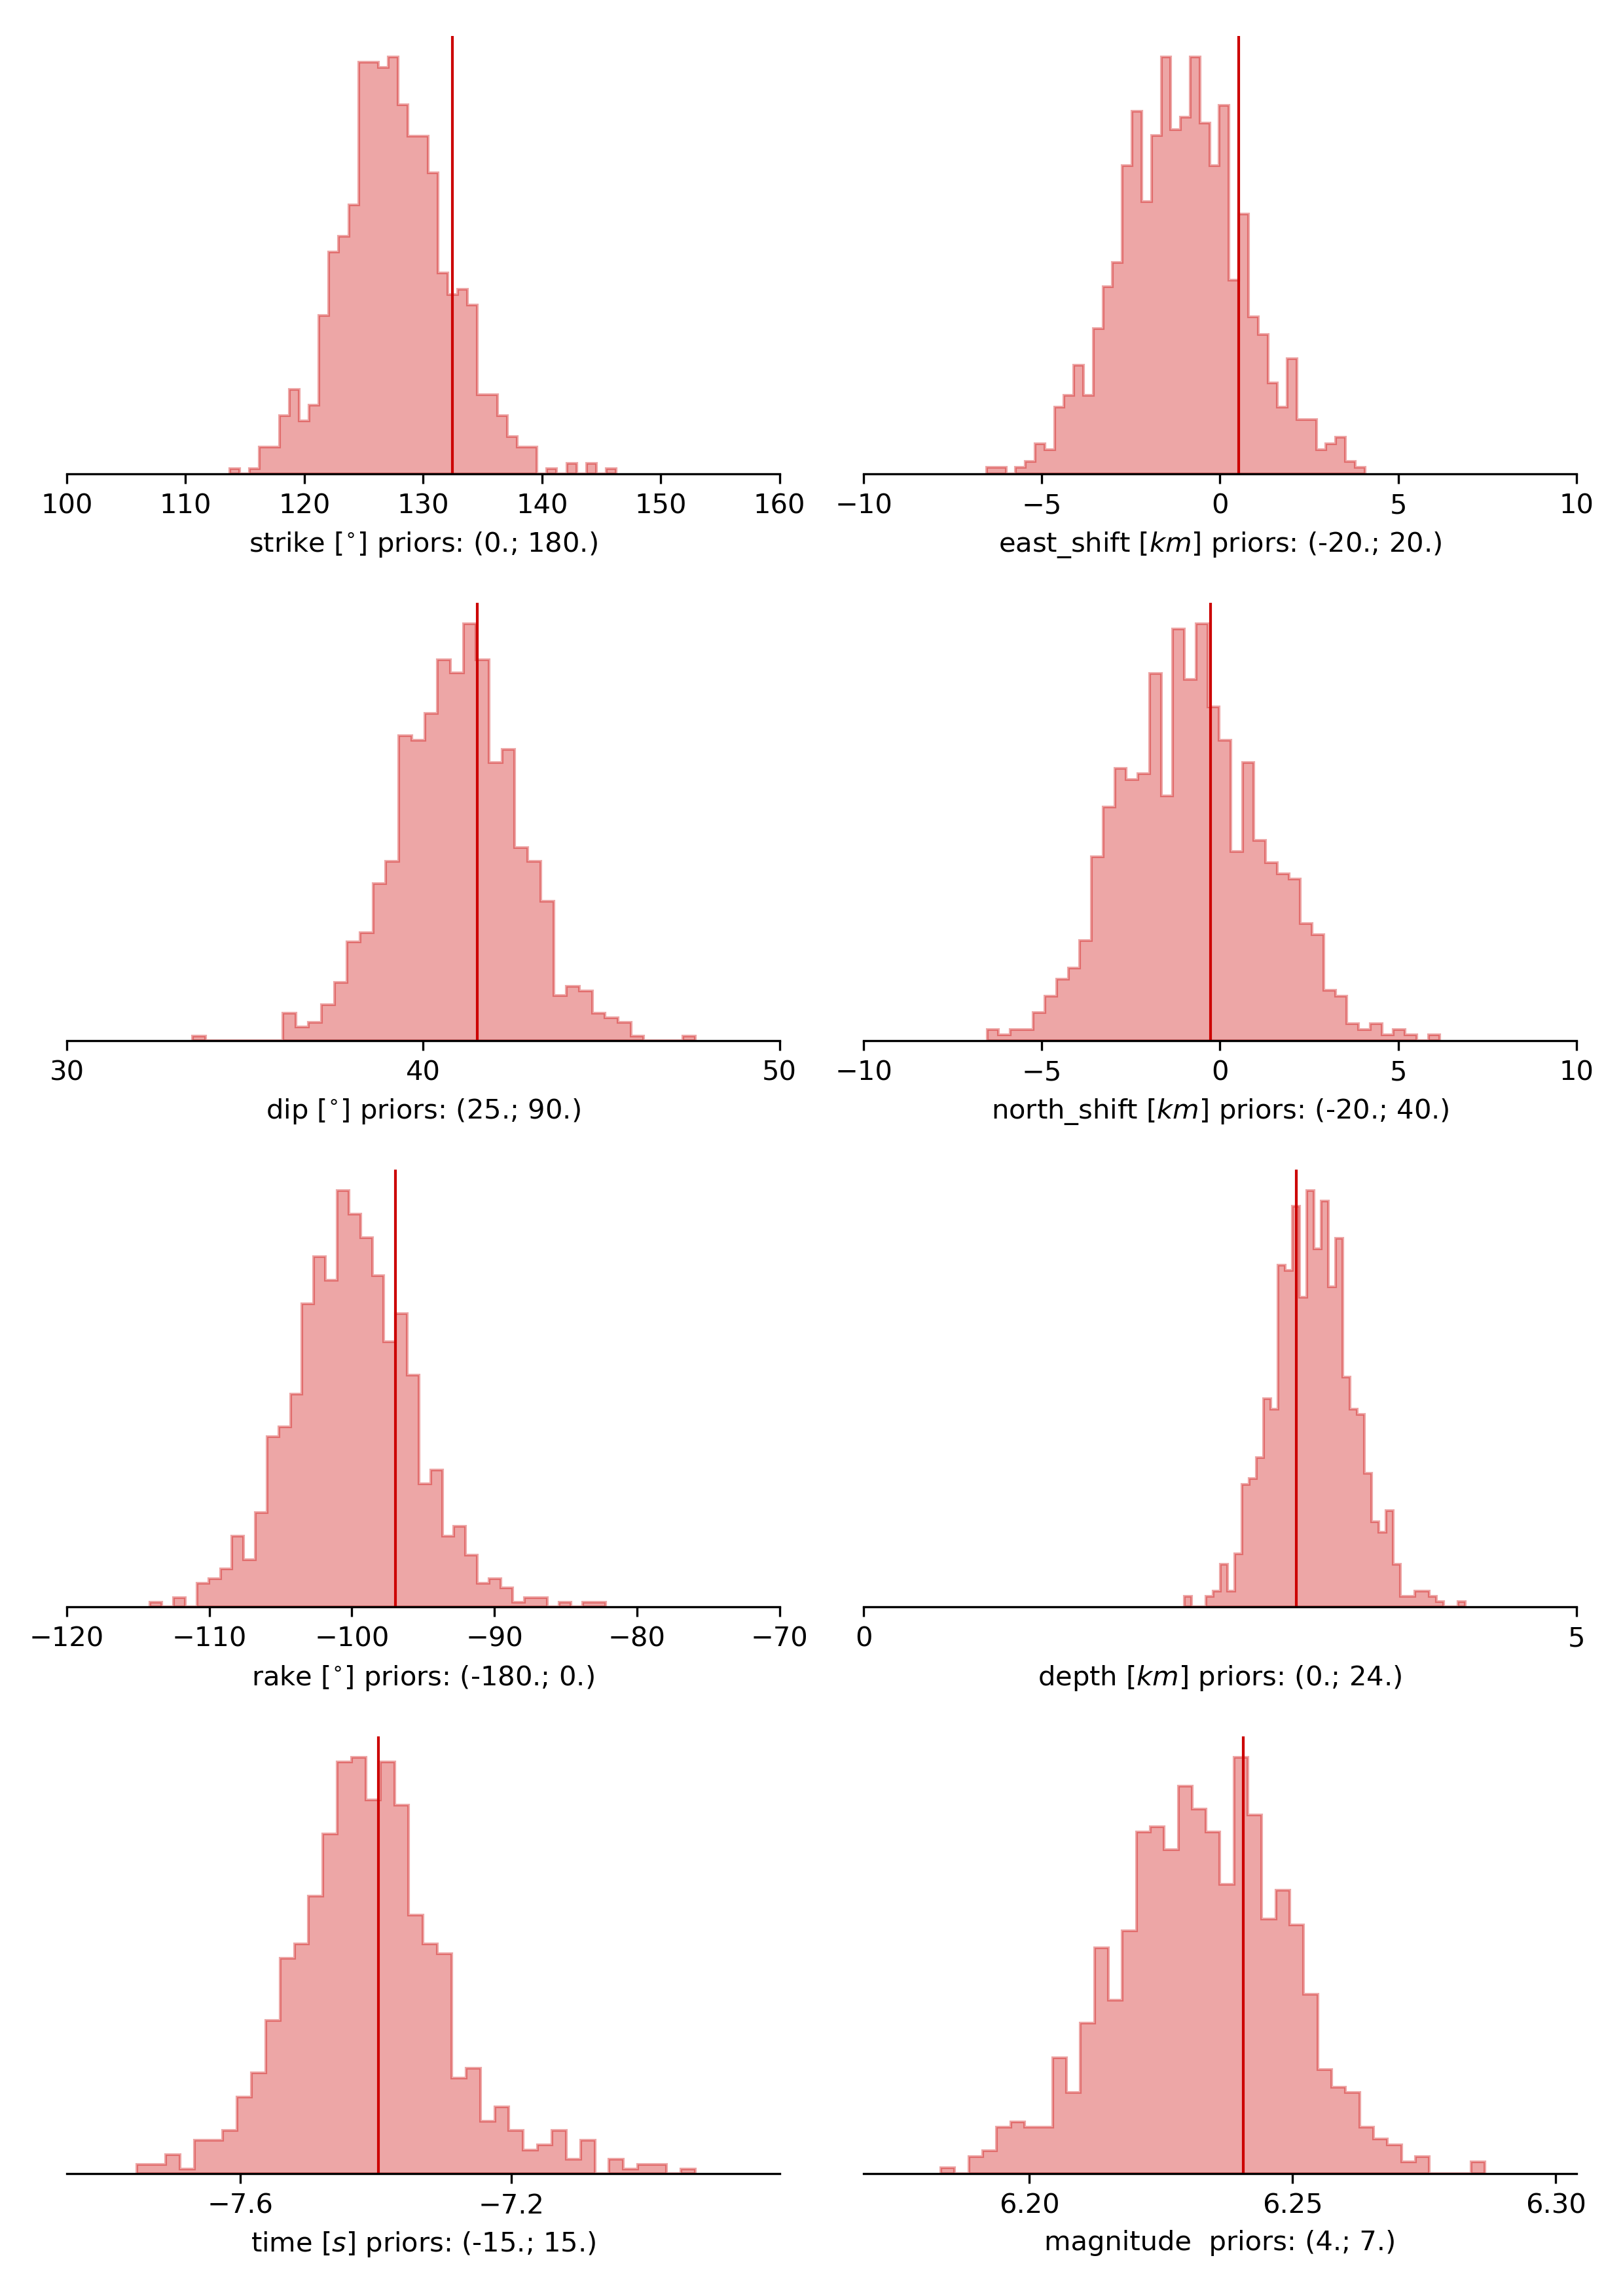 100 110 120 130 140 150 160
strike [°] priors: (0.; 180.)
−10 −5 0 5 10
east_shift [km] priors: (-20.; 20.)
30 40 50
dip [°] priors: (25.; 90.)
−10 −5 0 5 10
north_shift [km] priors: (-20.; 40.)
−120 −110 −100 −90 −80 −70
rake [°] priors: (-180.; 0.)
0 5
depth [km] priors: (0.; 24.)
−7.6 −7.2
time [s] priors: (-15.; 15.)
6.20 6.25 6.30
magnitude  priors: (4.; 7.)